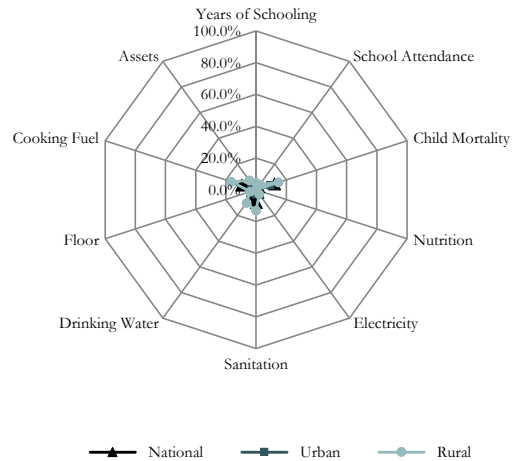 Years of Schooling
100.0%
Assets
School Attendance
80.0%
60.0%
40.0%
Cooking Fuel
Child Mortality
20.0%
0.0%
Floor
Nutrition
Drinking Water
Electricity
Sanitation
National Urban Rural